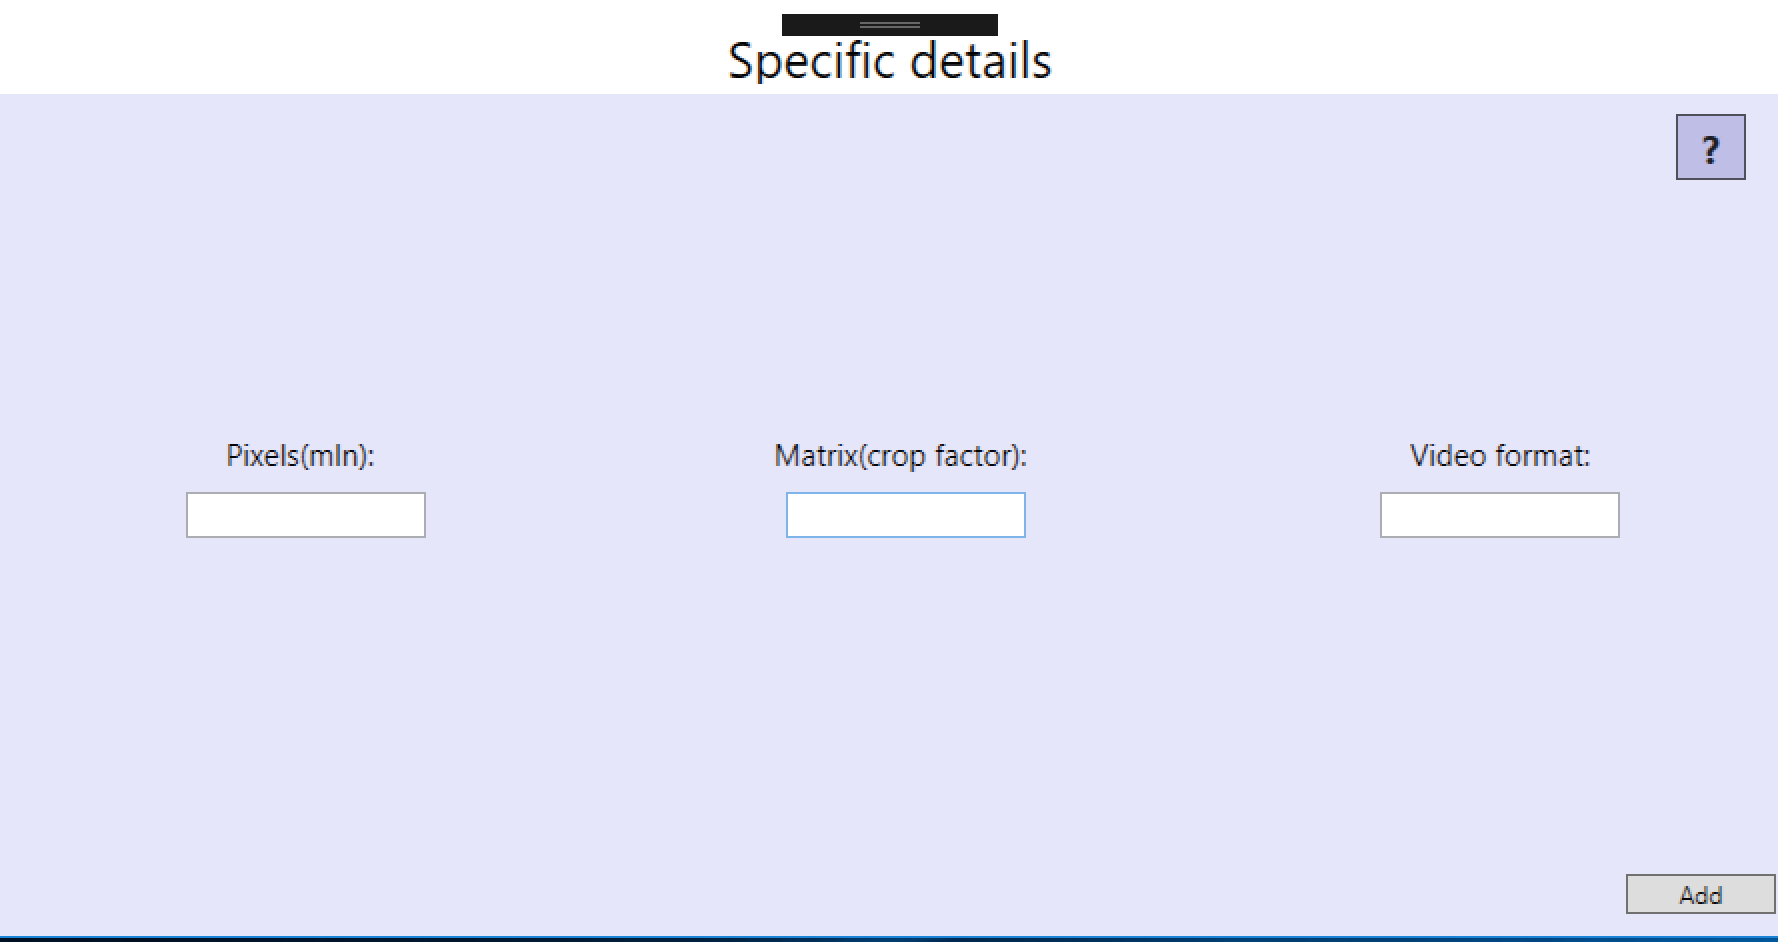 Specific details
?
Pixels(mln):
Matrix(crop factor):
Video format:
Add